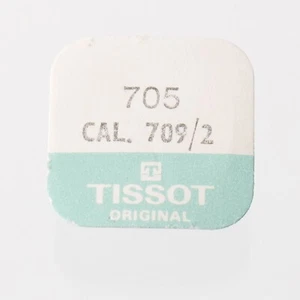 705
CAL. 709/2
T
TISSOT
ORIGINAL